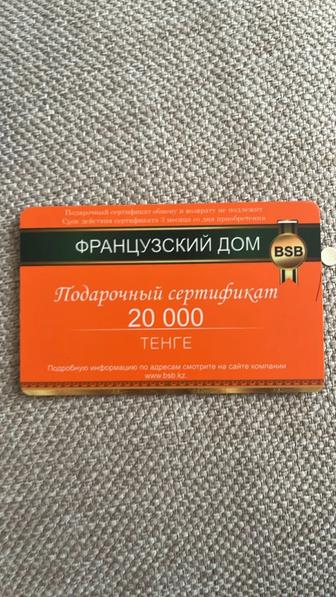 Подарочный сертификат обмену и возврату не подлежит
Срок действия сертификата 3 месяца со дня приобретения
ФРАНЦУЗСКИЙ ДОМ
BSB
Подарочный сертификат
20 000
ТЕНГЕ
Подробную информацию по адресам смотрите на сайте компании
www.bsb.kz.